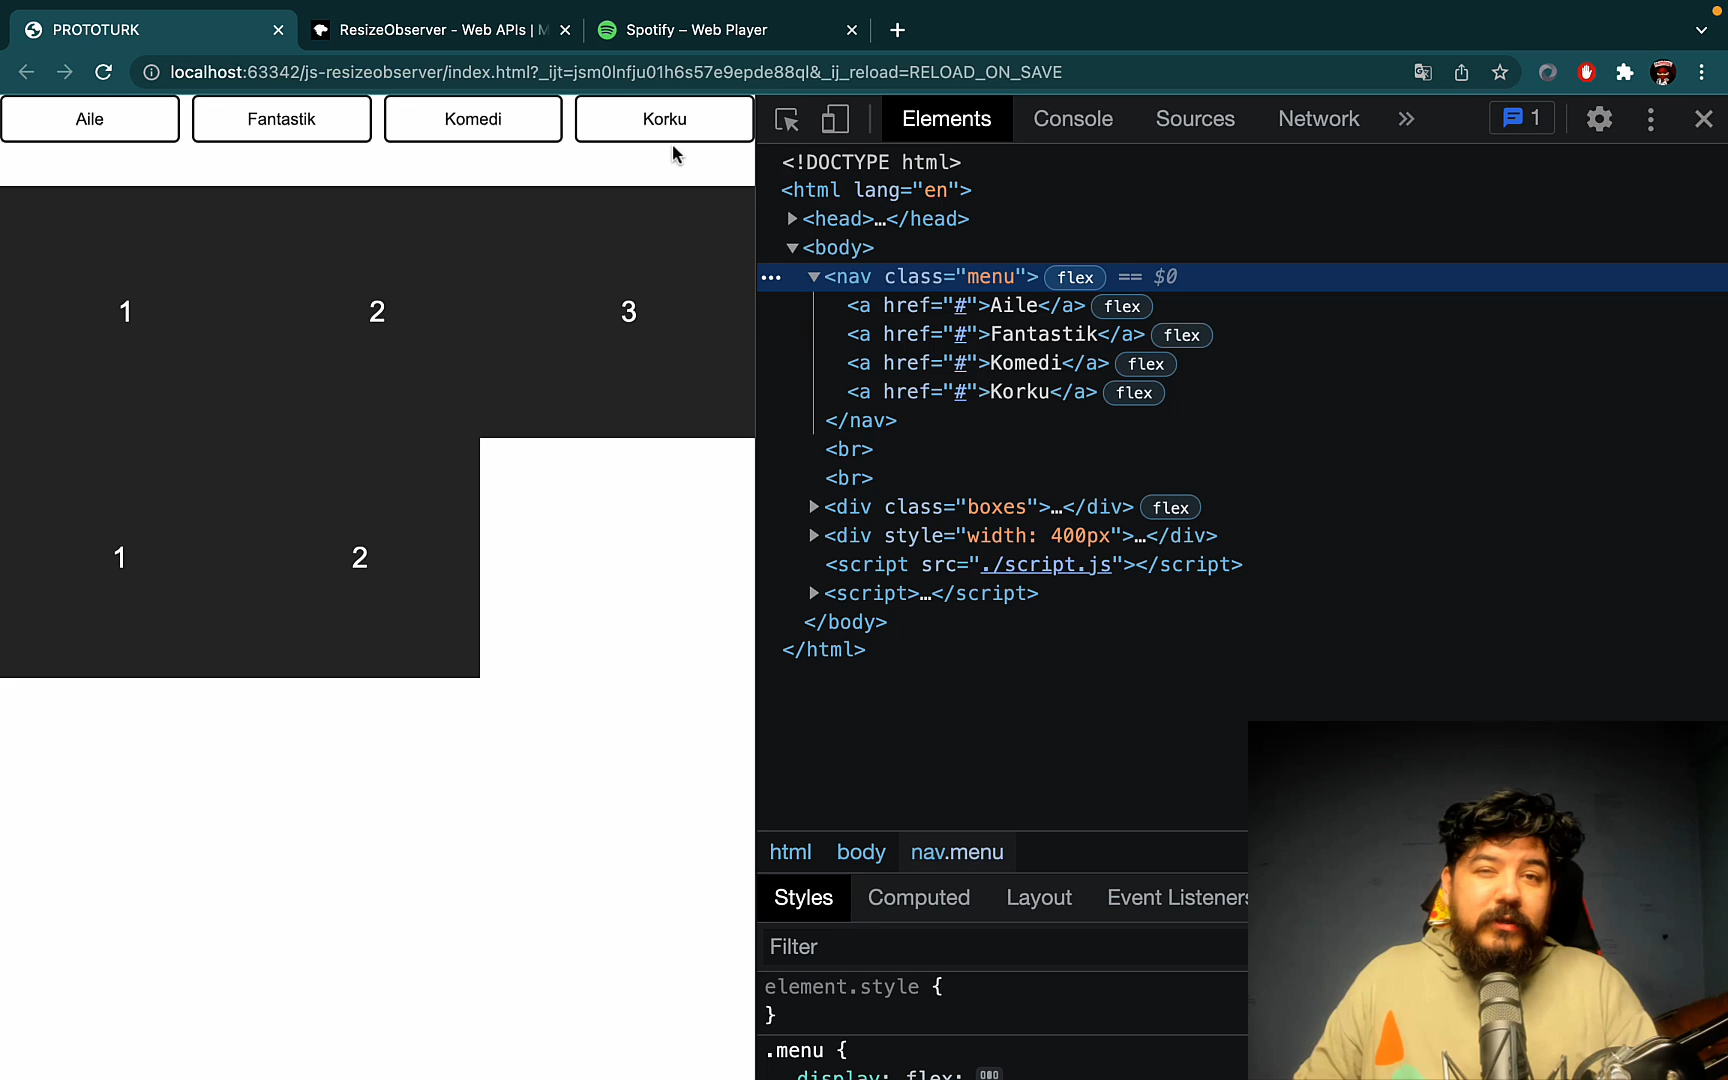 PROTOTURK
ResizeObserver - Web APIs | M
Spotify – Web Player
localhost:63342/js-resizeobserver/index.html?_ijt=jsm0lnfju01h6s57e9epde88ql&_ij_reload=RELOAD_ON_SAVE
Aile Fantastik Komedi Korku
1 2 3
1 2
Elements Console Sources Network 1
<!DOCTYPE html>
<html lang="en">
<head>…</head>
<body>
<nav class="menu"> flex == $0
<a href="#">Aile</a> flex
<a href="#">Fantastik</a> flex
<a href="#">Komedi</a> flex
<a href="#">Korku</a> flex
</nav>
<br>
<br>
<div class="boxes">…</div> flex
<div style="width: 400px">…</div>
<script src="./script.js"></script>
<script>…</script>
</body>
</html>
html body nav.menu
Styles Computed Layout Event Listeners
Filter
element.style {
}
.menu {
display: flex;